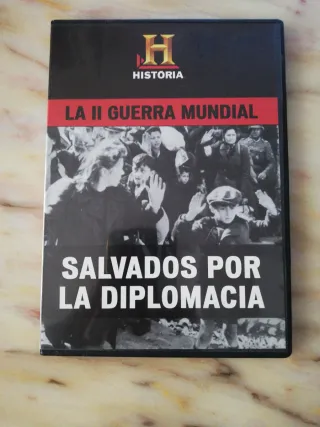 H
HISTORIA
LA II GUERRA MUNDIAL
SALVADOS POR
LA DIPLOMACIA